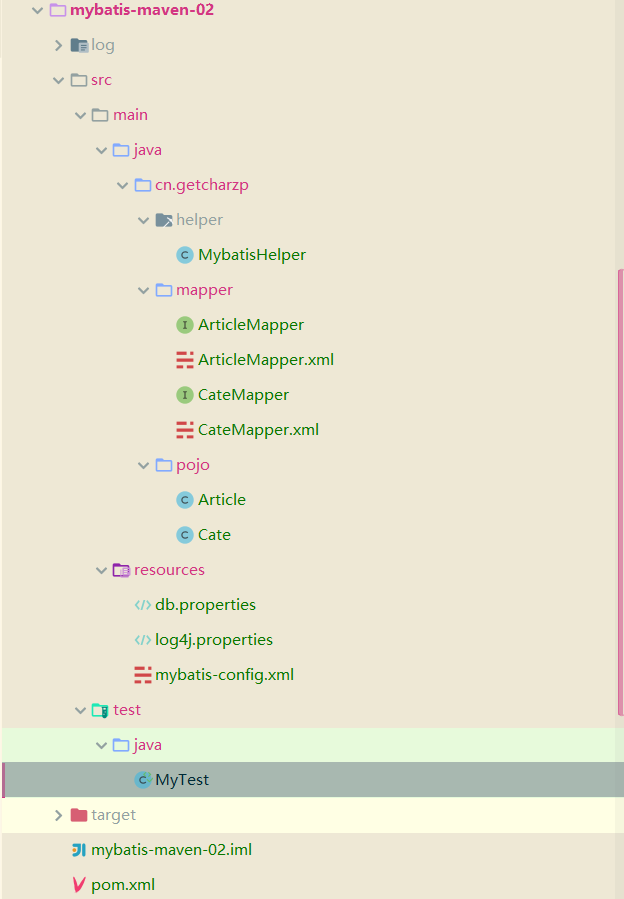 mybatis-maven-02
log
src
main
java
cn.getcharzp
helper
MybatisHelper
mapper
ArticleMapper
ArticleMapper.xml
CateMapper
CateMapper.xml
pojo
Article
Cate
resources
db.properties
log4j.properties
mybatis-config.xml
test
java
MyTest
target
mybatis-maven-02.iml
pom.xml